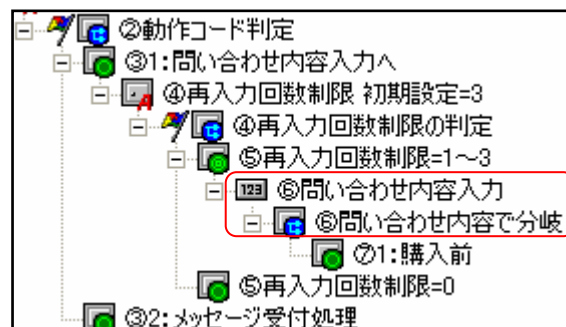 ②動作コード判定
③1:問い合わせ内容入力へ
④再入力回数制限 初期設定=3
④再入力回数制限の判定
⑤再入力回数制限=1～3
123 ⑥問い合わせ内容入力
⑥問い合わせ内容で分岐
⑦1:購入前
⑤再入力回数制限=0
③2:メッセージ受付処理